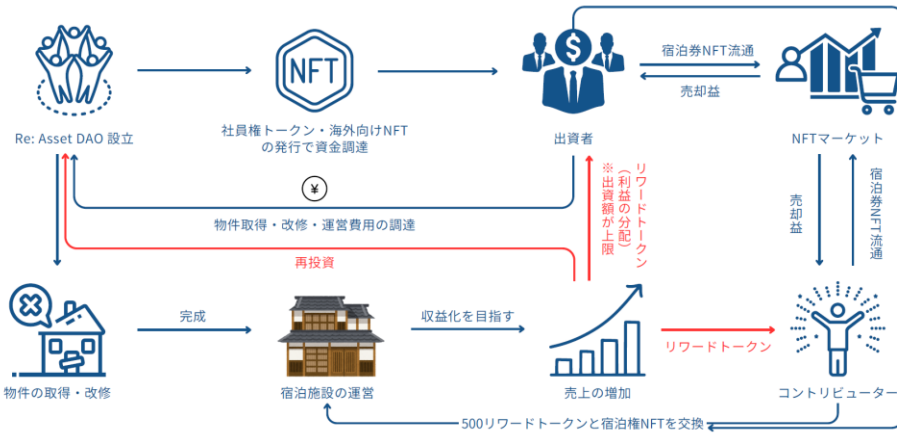 NFT
$
宿泊券NFT流通
売却益
Re: Asset DAO 設立
社員権トークン・海外向けNFT
の発行で資金調達
出資者
NFTマーケット
¥
物件取得・改修・運営費用の調達
リワードトークン
（利益の分配）
※出資額が上限
売却益
宿泊券NFT流通
再投資
完成
収益化を目指す
リワードトークン
物件の取得・改修
宿泊施設の運営
売上の増加
コントリビューター
500リワードトークンと宿泊権NFTを交換